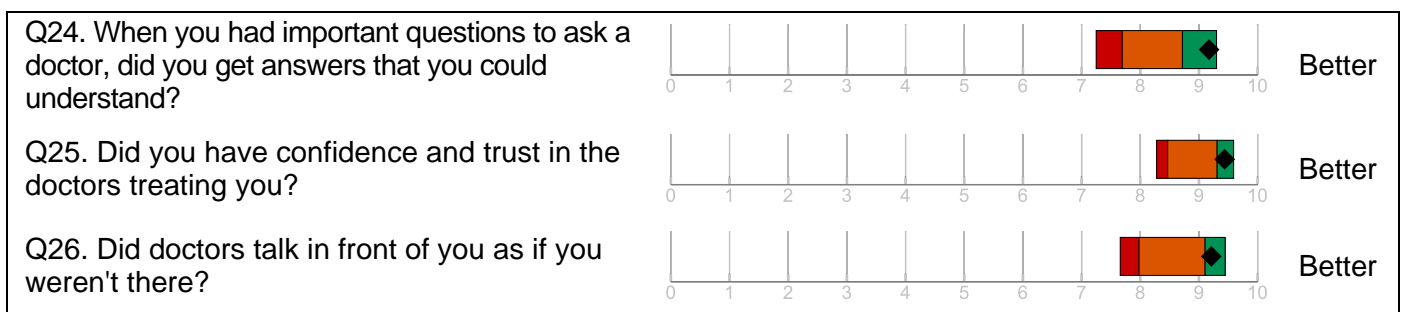 Q24. When you had important questions to ask a
doctor, did you get answers that you could
understand?
Better
0 1 2 3 4 5 6 7 8 9 10
Q25. Did you have confidence and trust in the
doctors treating you?
Better
0 1 2 3 4 5 6 7 8 9 10
Q26. Did doctors talk in front of you as if you
weren't there?
Better
0 1 2 3 4 5 6 7 8 9 10